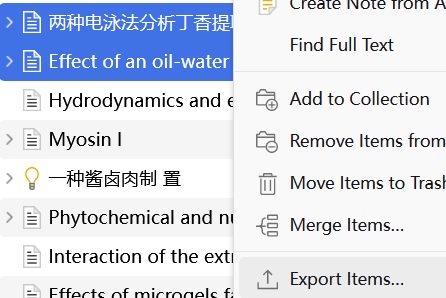 两种电泳法分析丁香提
Effect of an oil-water
Hydrodynamics and e
Myosin I
一种酱卤肉制 置
Phytochemical and nu
Interaction of the extr
Effects of microgels fa
Create Note from A
Find Full Text
Add to Collection
Remove Items from
Move Items to Trash
Merge Items...
Export Items...